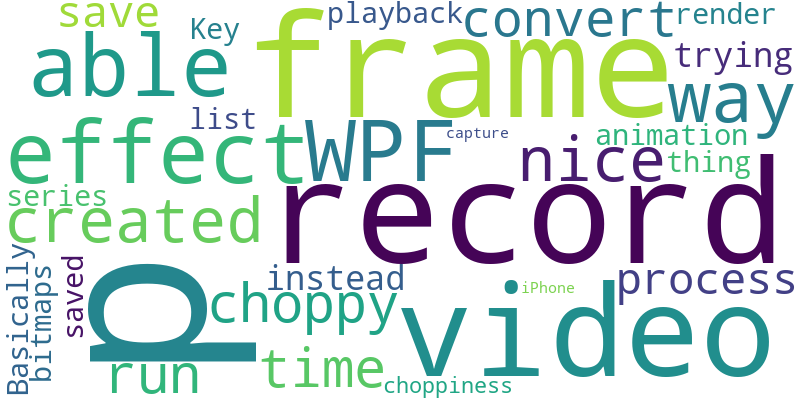 save
Key
playback
convert
render
able
frame
trying
way
list
effect
WPF
capture
nice
animation
thing
series
created
record
Basically
bitmaps
saved
p
instead
choppy
video
iPhone
process
run
time
choppiness